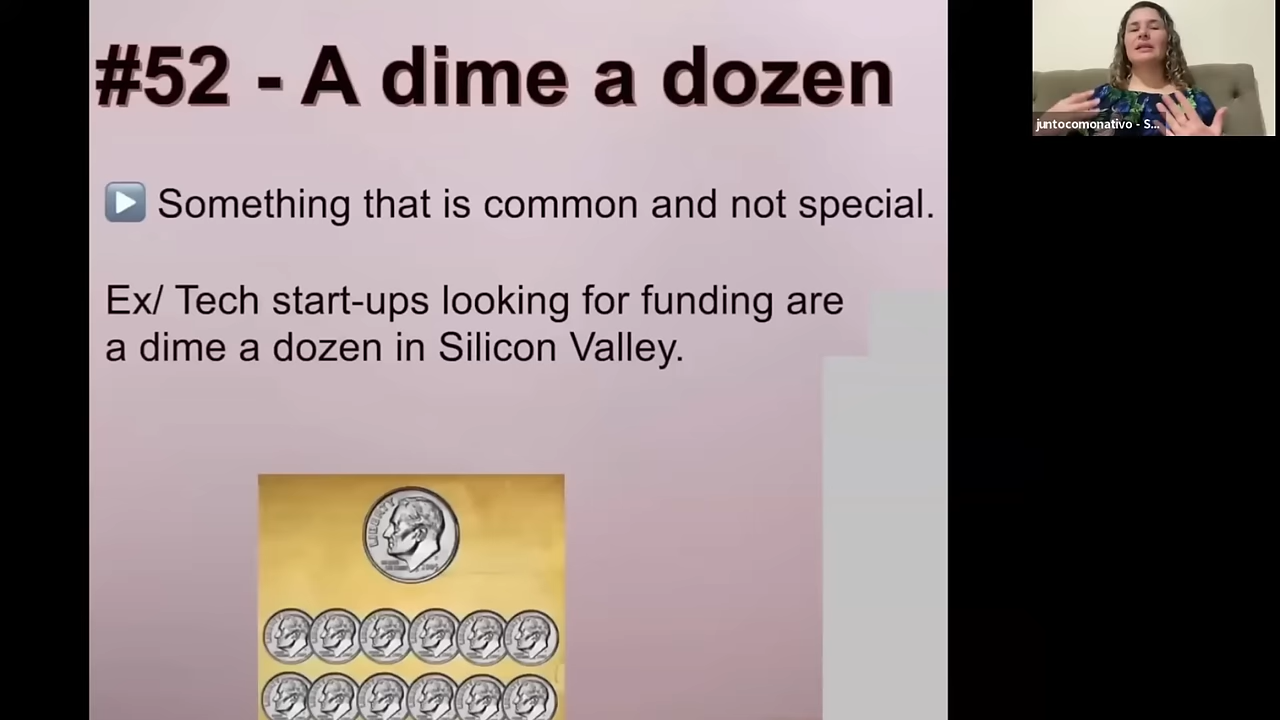 #52 - A dime a dozen
Something that is common and not special.
Ex/ Tech start-ups looking for funding are
a dime a dozen in Silicon Valley.
juntocomonativo - S...
LIBERTY